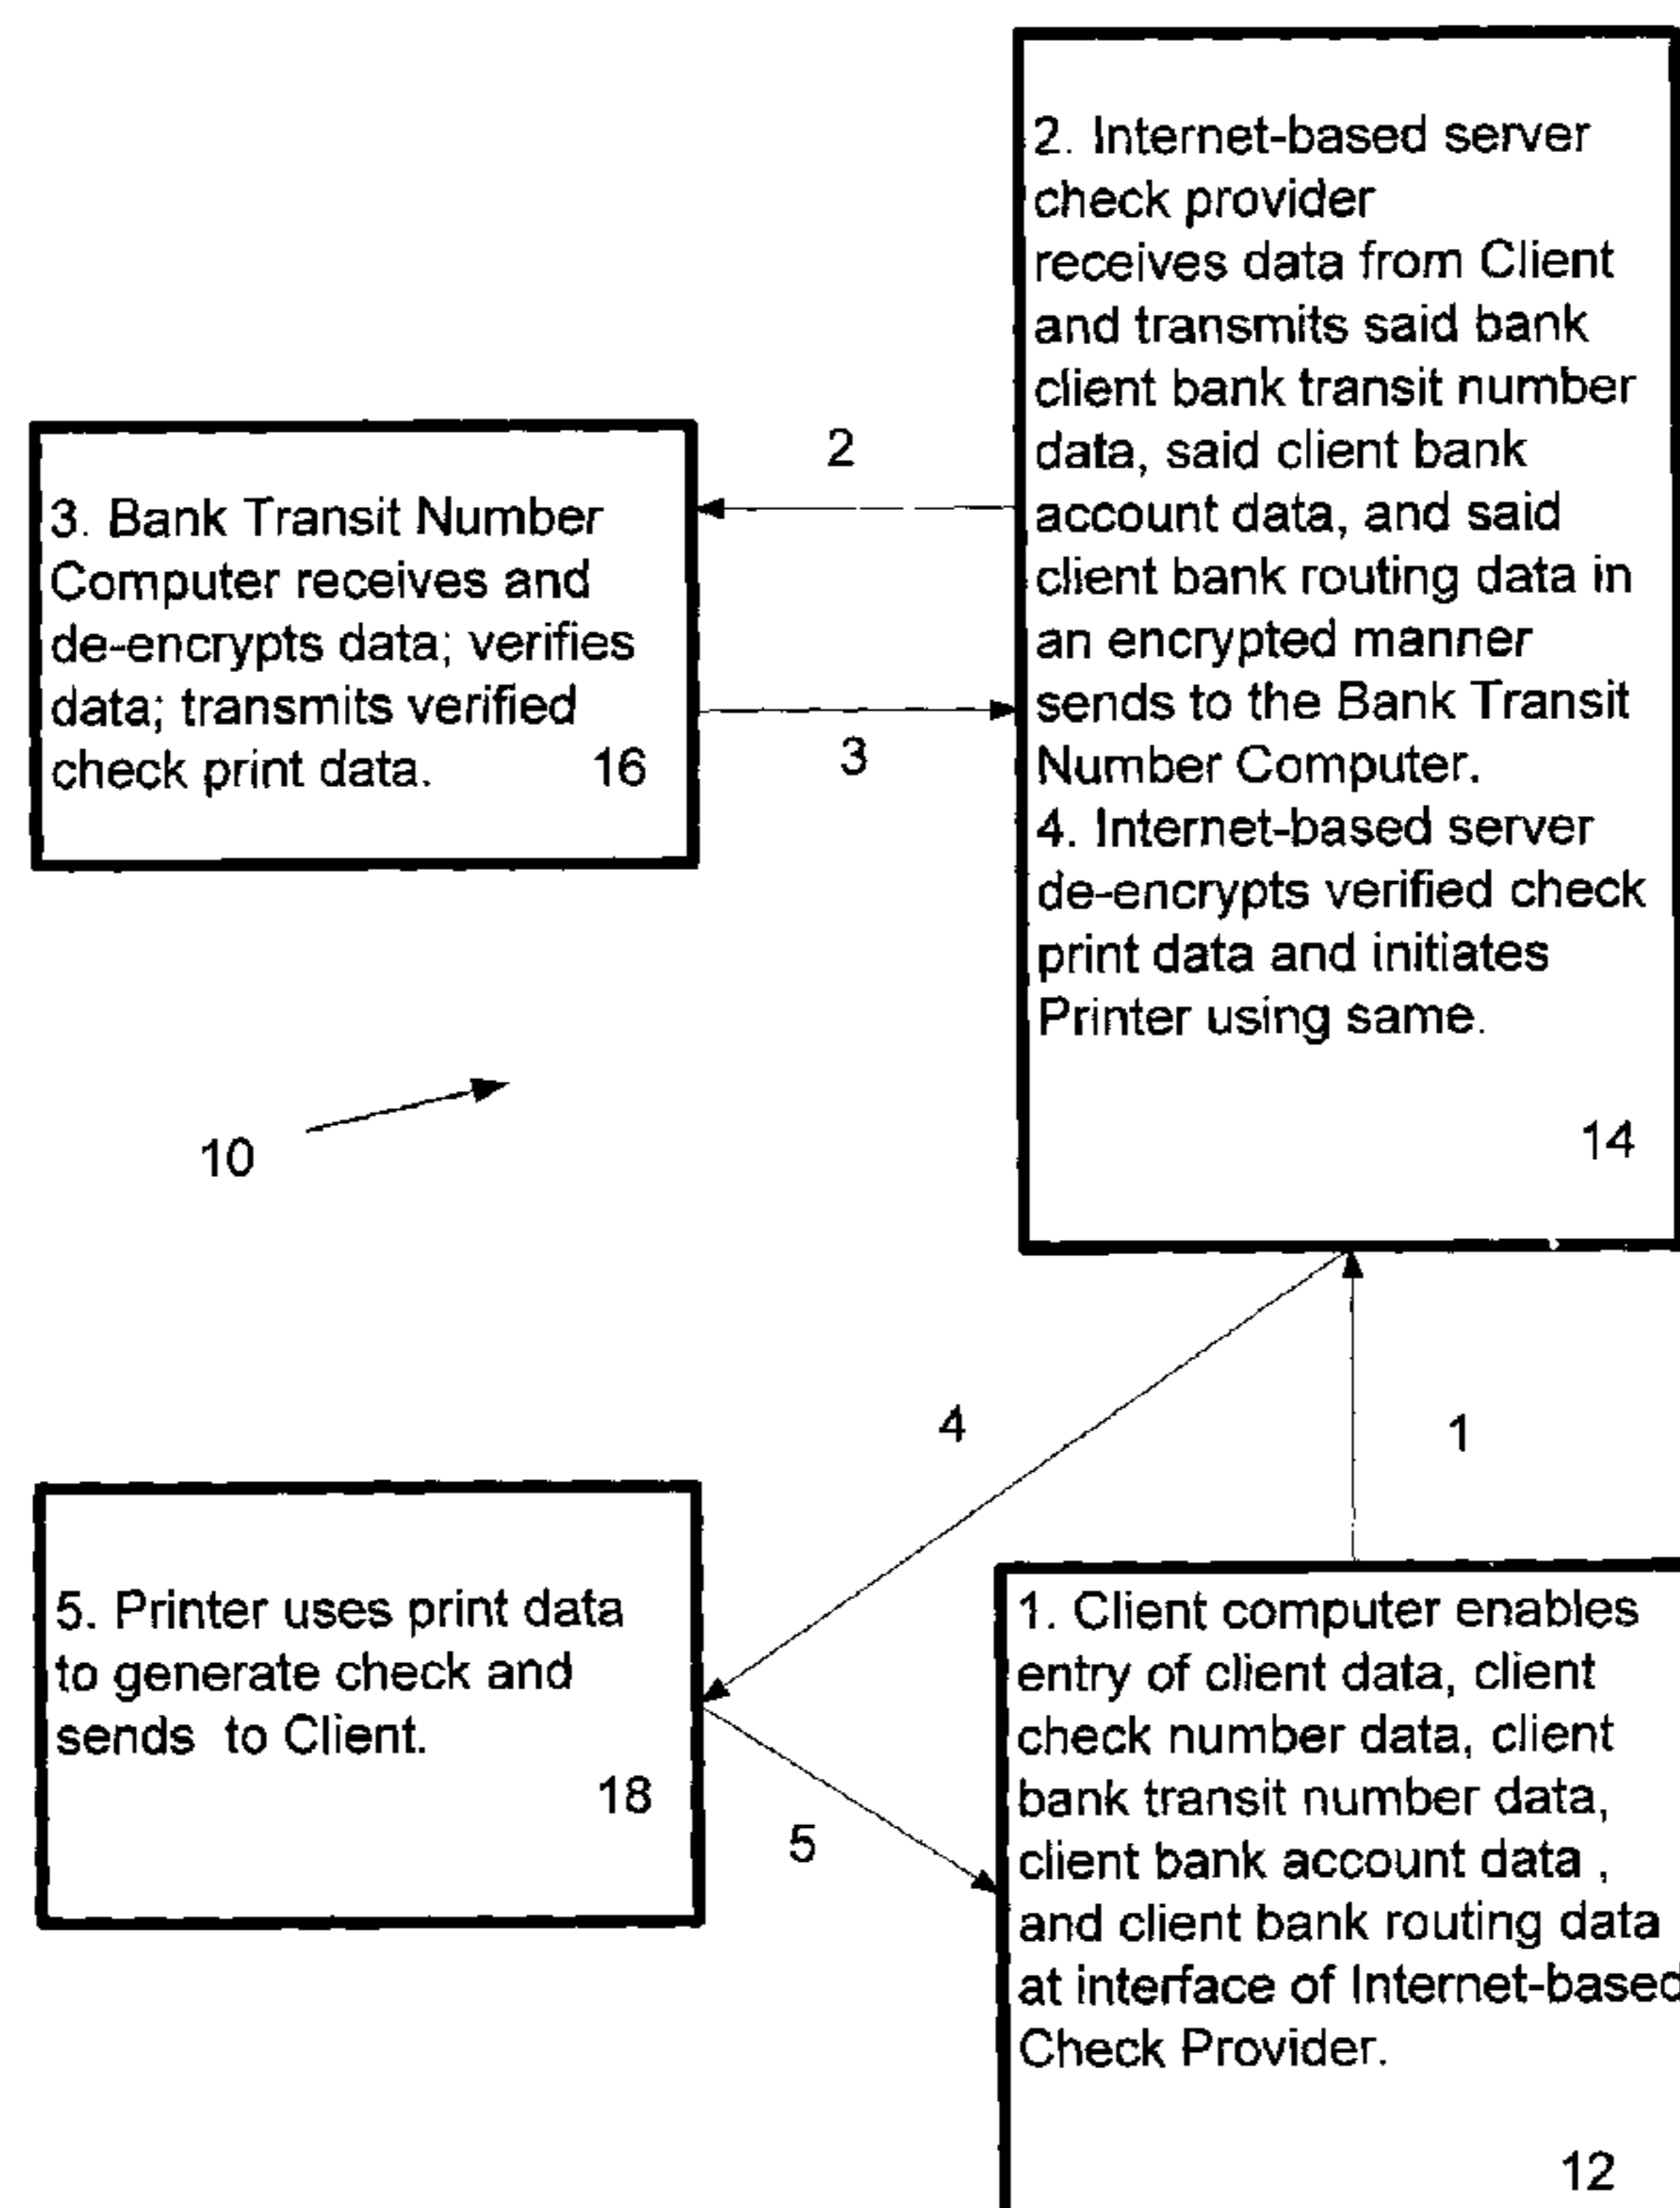 2. Internet-based server
check provider
receives data from Client
and transmits said bank
client bank transit number
data, said client bank
account data, and said
client bank routing data in
an encrypted manner
sends to the Bank Transit
Number Computer.
4. Internet-based server
de-encrypts verified check
print data and initiates
Printer using same.
14
2
3. Bank Transit Number
Computer receives and
de-encrypts data; verifies
data; transmits verified
check print data. 16
3
10
4
1
5. Printer uses print data
to generate check and
sends to Client.
18
5
1. Client computer enables
entry of client data, client
check number data, client
bank transit number data,
client bank account data ,
and client bank routing data
at interface of Internet-based
Check Provider.
12